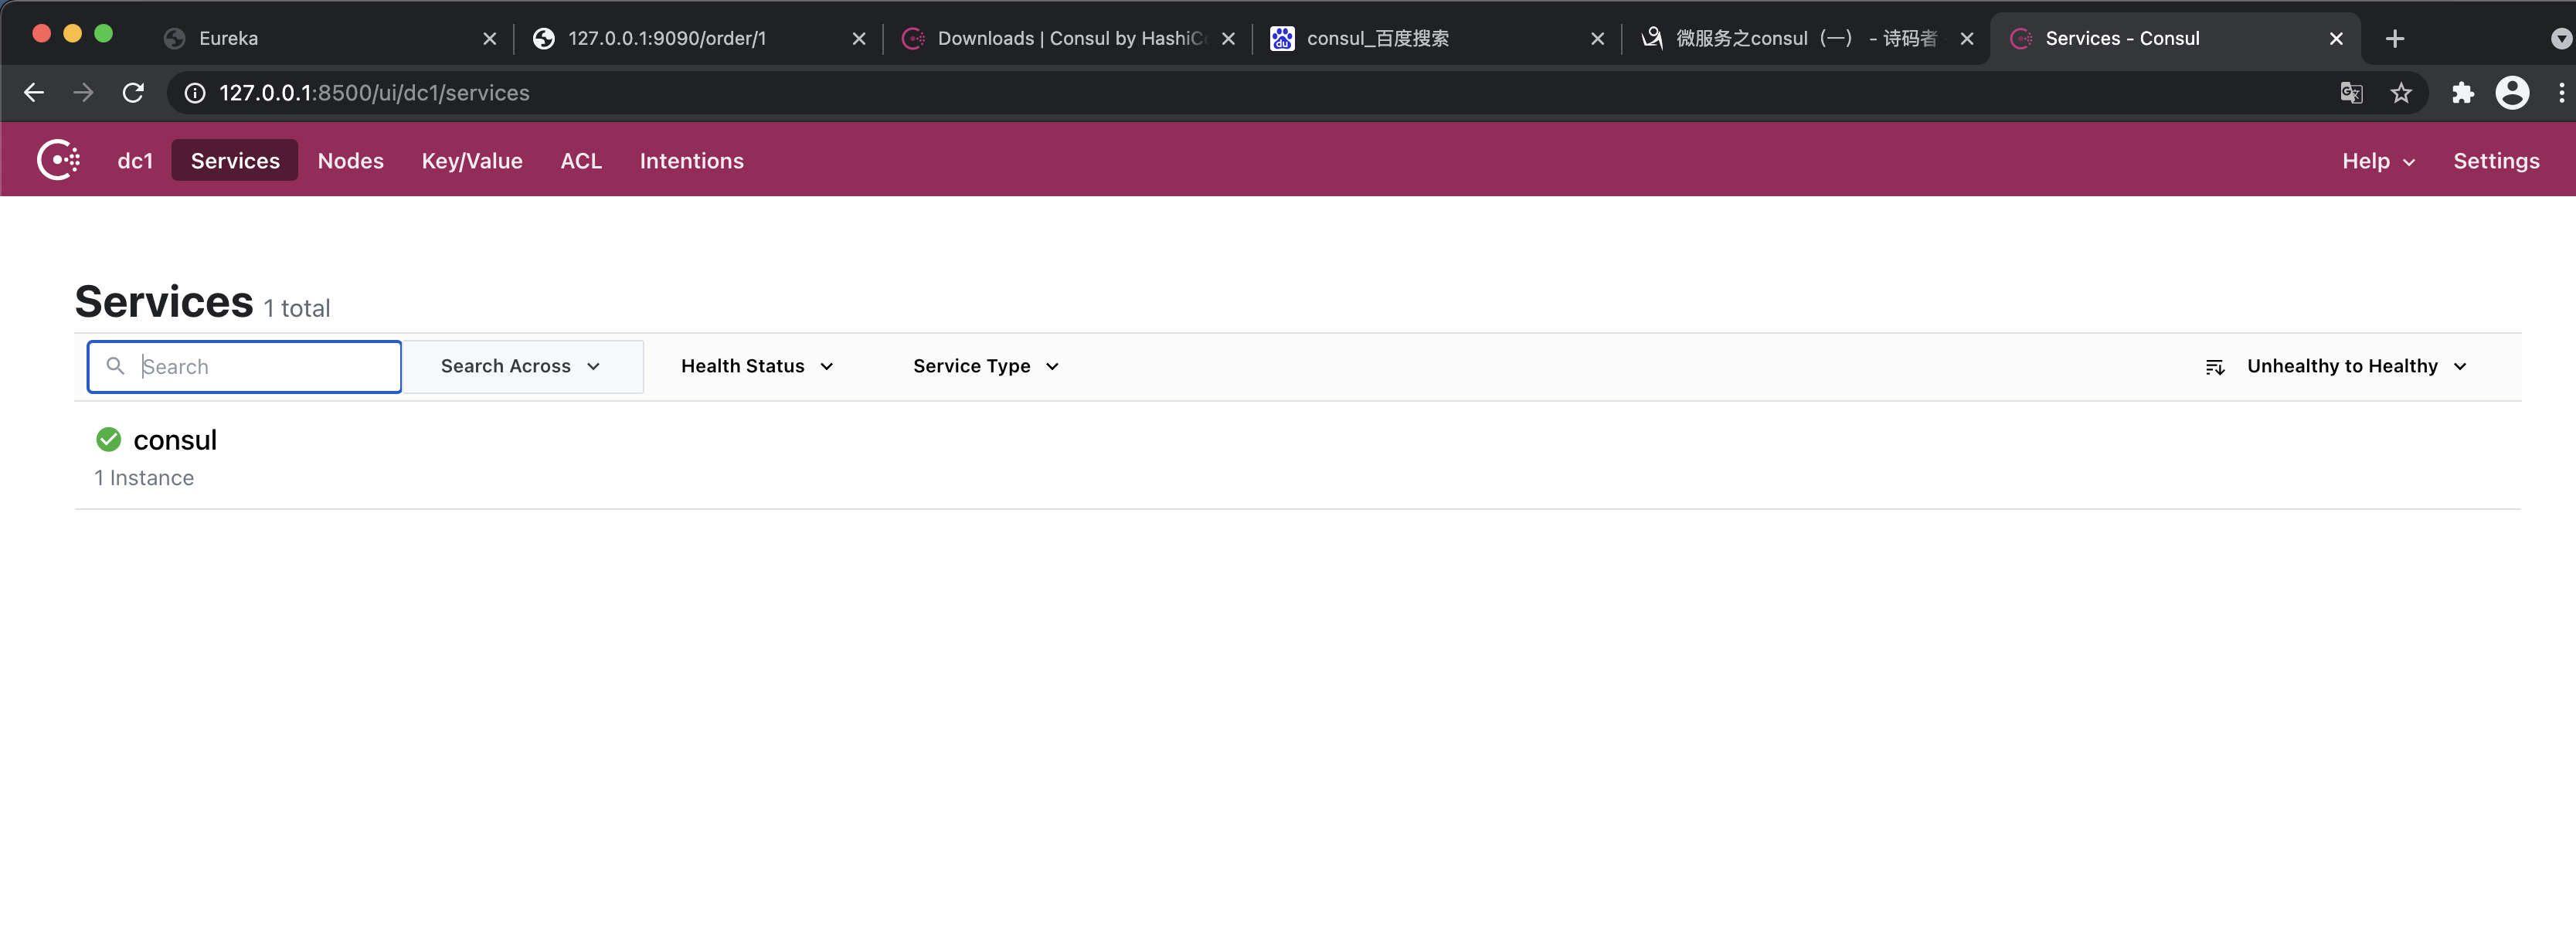 Eureka
127.0.0.1:9090/order/1
Downloads | Consul by HashiC
consul_百度搜索
微服务之consul（一） - 诗码者
Services - Consul
127.0.0.1:8500/ui/dc1/services
dc1 Services Nodes Key/Value ACL Intentions Help Settings
Services 1 total
Search Search Across Health Status Service Type Unhealthy to Healthy
consul
1 Instance